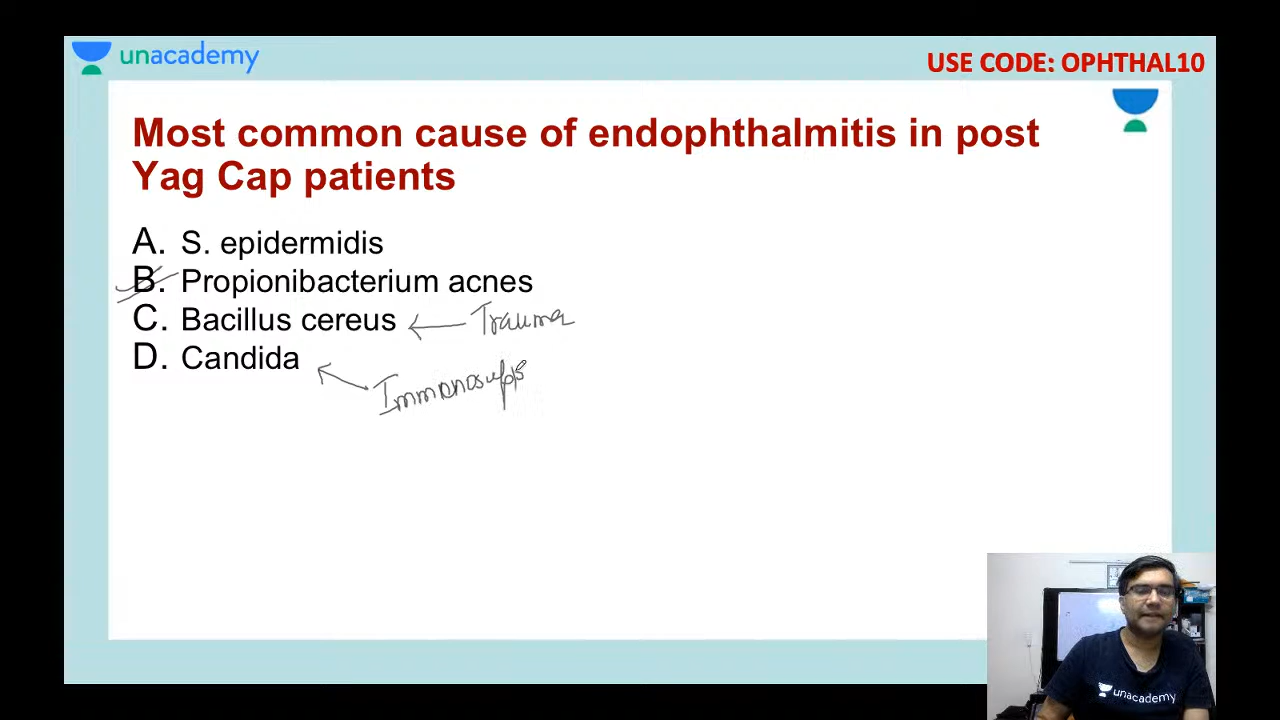 unacademy
USE CODE: OPHTHAL10
Most common cause of endophthalmitis in post
Yag Cap patients
A. S. epidermidis
B. Propionibacterium acnes
C. Bacillus cereus
Trauma
D. Candida
Immunosupps
unacademy